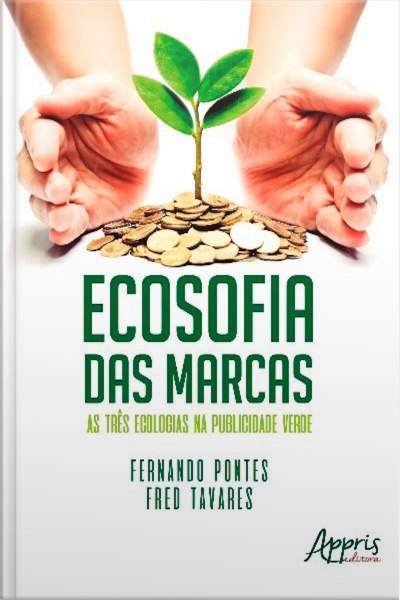 ECOSOFIA
DAS MARCAS
AS TRÊS ECOLOGIAS NA PUBLICIDADE VERDE
FERNANDO PONTES
FRED TAVARES
Appris
editora